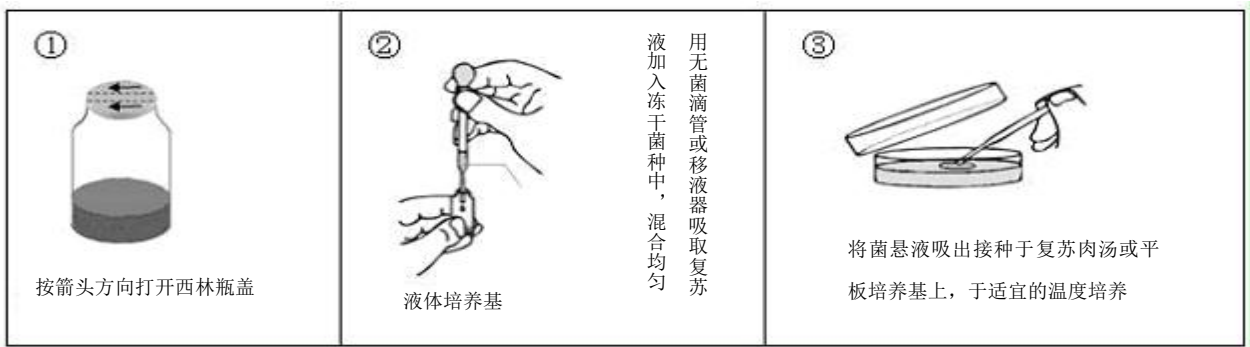 ①
按箭头方向打开西林瓶盖
②
用无菌滴管或移液器吸取复苏
液加入冻干菌种中，混合均匀
液体培养基
③
将菌悬液吸出接种于复苏肉汤或平
板培养基上，于适宜的温度培养